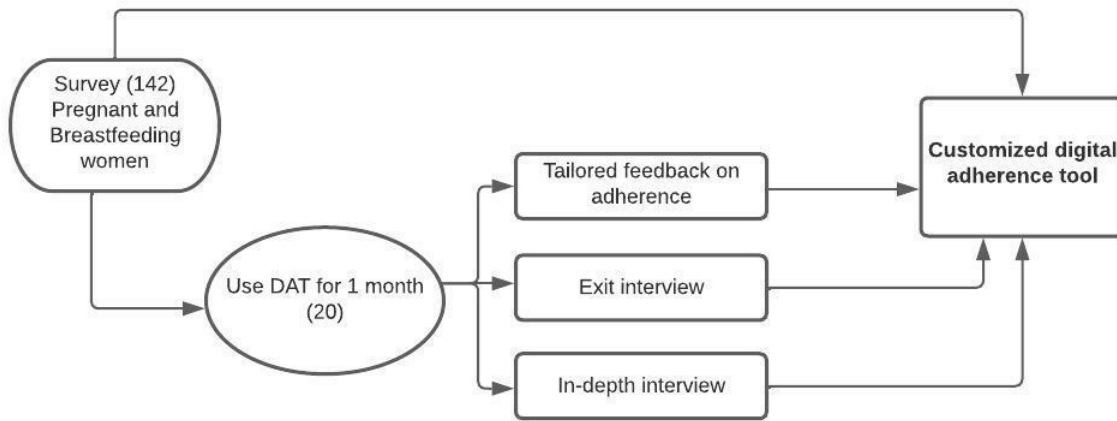 Survey (142)
Pregnant and
Breastfeeding
women
Customized digital
adherence tool
Tailored feedback on
adherence
Use DAT for 1 month
(20)
Exit interview
In-depth interview